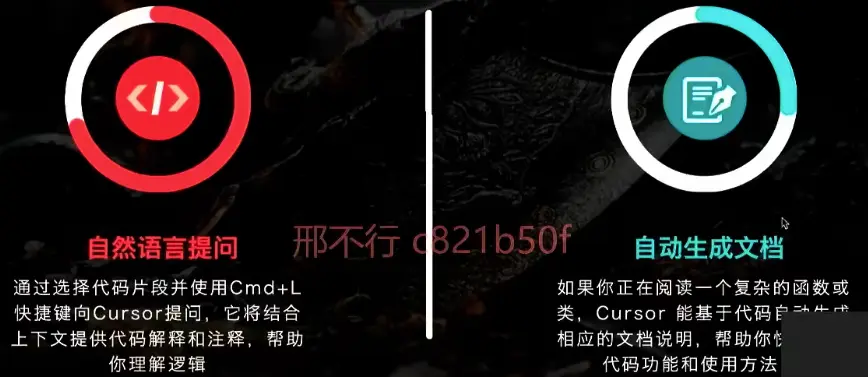 自然语言提问
通过选择代码片段并使用Cmd+L
快捷键向Cursor提问，它将结合
上下文提供代码解释和注释，帮助
你理解逻辑
邢不行 c821b50f
自动生成文档
如果你正在阅读一个复杂的函数或
类，Cursor 能基于代码自动生成
相应的文档说明，帮助你
代码功能和使用方法